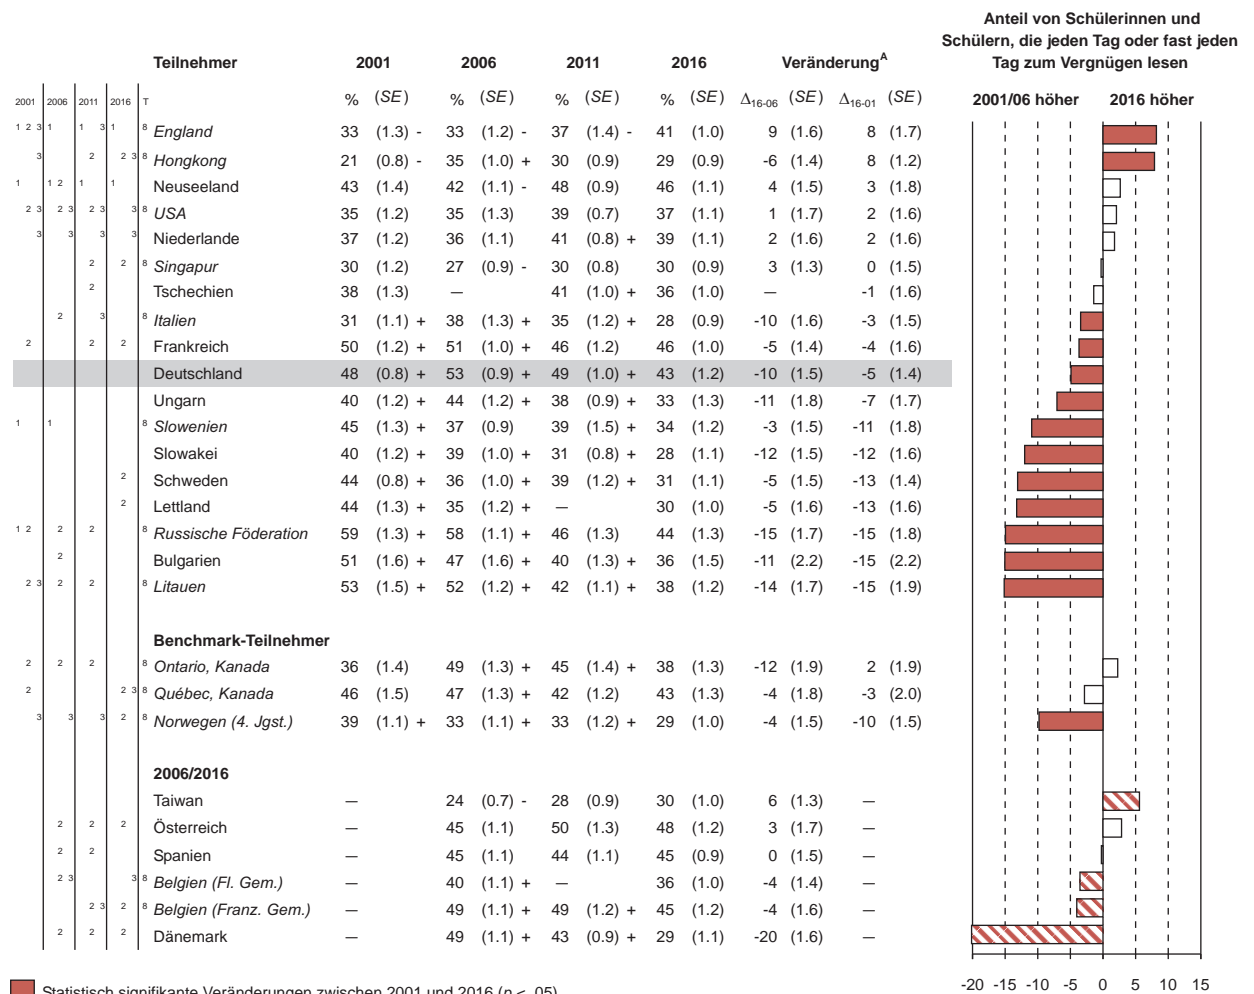 Anteil von Schülerinnen und
Schülern, die jeden Tag oder fast jeden
Tag zum Vergnügen lesen
Teilnehmer 2001 2006 2011 2016 Veränderung^A
2001 2006 2011 2016 T % (SE) % (SE) % (SE) % (SE) Δ16-06 (SE) Δ16-01 (SE) 2001/06 höher 2016 höher
1 2 3 1 1 3 1 8 England 33 (1.3) - 33 (1.2) - 37 (1.4) - 41 (1.0) 9 (1.6) 8 (1.7)
3 2 2 3 8 Hongkong 21 (0.8) - 35 (1.0) + 30 (0.9) 29 (0.9) -6 (1.4) 8 (1.2)
1 1 2 1 1 Neuseeland 43 (1.4) 42 (1.1) - 48 (0.9) 46 (1.1) 4 (1.5) 3 (1.8)
2 3 2 3 2 3 3 8 USA 35 (1.2) 35 (1.3) 39 (0.7) 37 (1.1) 1 (1.7) 2 (1.6)
3 3 3 3 Niederlande 37 (1.2) 36 (1.1) 41 (0.8) + 39 (1.1) 2 (1.6) 2 (1.6)
2 2 8 Singapur 30 (1.2) 27 (0.9) - 30 (0.8) 30 (0.9) 3 (1.3) 0 (1.5)
2 Tschechien 38 (1.3) — 41 (1.0) + 36 (1.0) — -1 (1.6)
2 3 8 Italien 31 (1.1) + 38 (1.3) + 35 (1.2) + 28 (0.9) -10 (1.6) -3 (1.5)
2 2 2 Frankreich 50 (1.2) + 51 (1.0) + 46 (1.2) 46 (1.0) -5 (1.4) -4 (1.6)
Deutschland 48 (0.8) + 53 (0.9) + 49 (1.0) + 43 (1.2) -10 (1.5) -5 (1.4)
Ungarn 40 (1.2) + 44 (1.2) + 38 (0.9) + 33 (1.3) -11 (1.8) -7 (1.7)
1 1 8 Slowenien 45 (1.3) + 37 (0.9) 39 (1.5) + 34 (1.2) -3 (1.5) -11 (1.8)
Slowakei 40 (1.2) + 39 (1.0) + 31 (0.8) + 28 (1.1) -12 (1.5) -12 (1.6)
2 Schweden 44 (0.8) + 36 (1.0) + 39 (1.2) + 31 (1.1) -5 (1.5) -13 (1.4)
2 Lettland 44 (1.3) + 35 (1.2) + — 30 (1.0) -5 (1.6) -13 (1.6)
1 2 2 2 8 Russische Föderation 59 (1.3) + 58 (1.1) + 46 (1.3) 44 (1.3) -15 (1.7) -15 (1.8)
2 Bulgarien 51 (1.6) + 47 (1.6) + 40 (1.3) + 36 (1.5) -11 (2.2) -15 (2.2)
2 3 2 2 8 Litauen 53 (1.5) + 52 (1.2) + 42 (1.1) + 38 (1.2) -14 (1.7) -15 (1.9)
Benchmark-Teilnehmer
2 2 2 8 Ontario, Kanada 36 (1.4) 49 (1.3) + 45 (1.4) + 38 (1.3) -12 (1.9) 2 (1.9)
2 2 3 8 Québec, Kanada 46 (1.5) 47 (1.3) + 42 (1.2) 43 (1.3) -4 (1.8) -3 (2.0)
3 3 3 2 8 Norwegen (4. Jgst.) 39 (1.1) + 33 (1.1) + 33 (1.2) + 29 (1.0) -4 (1.5) -10 (1.5)
2006/2016
Taiwan — 24 (0.7) - 28 (0.9) 30 (1.0) 6 (1.3) —
2 2 2 Österreich — 45 (1.1) 50 (1.3) 48 (1.2) 3 (1.7) —
2 2 Spanien — 45 (1.1) 44 (1.1) 45 (0.9) 0 (1.5) —
2 3 3 8 Belgien (Fl. Gem.) — 40 (1.1) + — 36 (1.0) -4 (1.4) —
2 3 2 8 Belgien (Franz. Gem.) — 49 (1.1) + 49 (1.2) + 45 (1.2) -4 (1.6) —
2 2 2 Dänemark — 49 (1.1) + 43 (0.9) + 29 (1.1) -20 (1.6) —
-20 -15 -10 -5 0 5 10 15
Statistisch signifikante Veränderungen zwischen 2001 und 2016 (p < .05)